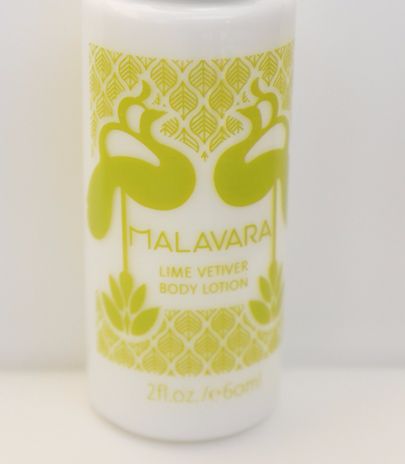 MALAVARA
LIME VETIVER
BODY LOTION
2fl.oz./e60ml